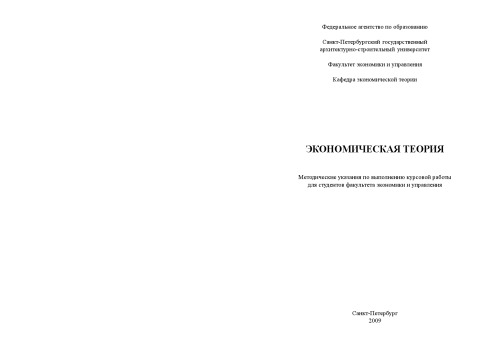 Федеральное агентство по образованию
Санкт-Петербургский государственный
архитектурно-строительный университет
Факультет экономики и управления
Кафедра экономической теории
ЭКОНОМИЧЕСКАЯ ТЕОРИЯ
Методические указания по выполнению курсовой работы
для студентов факультета экономики и управления
Санкт-Петербург
2009